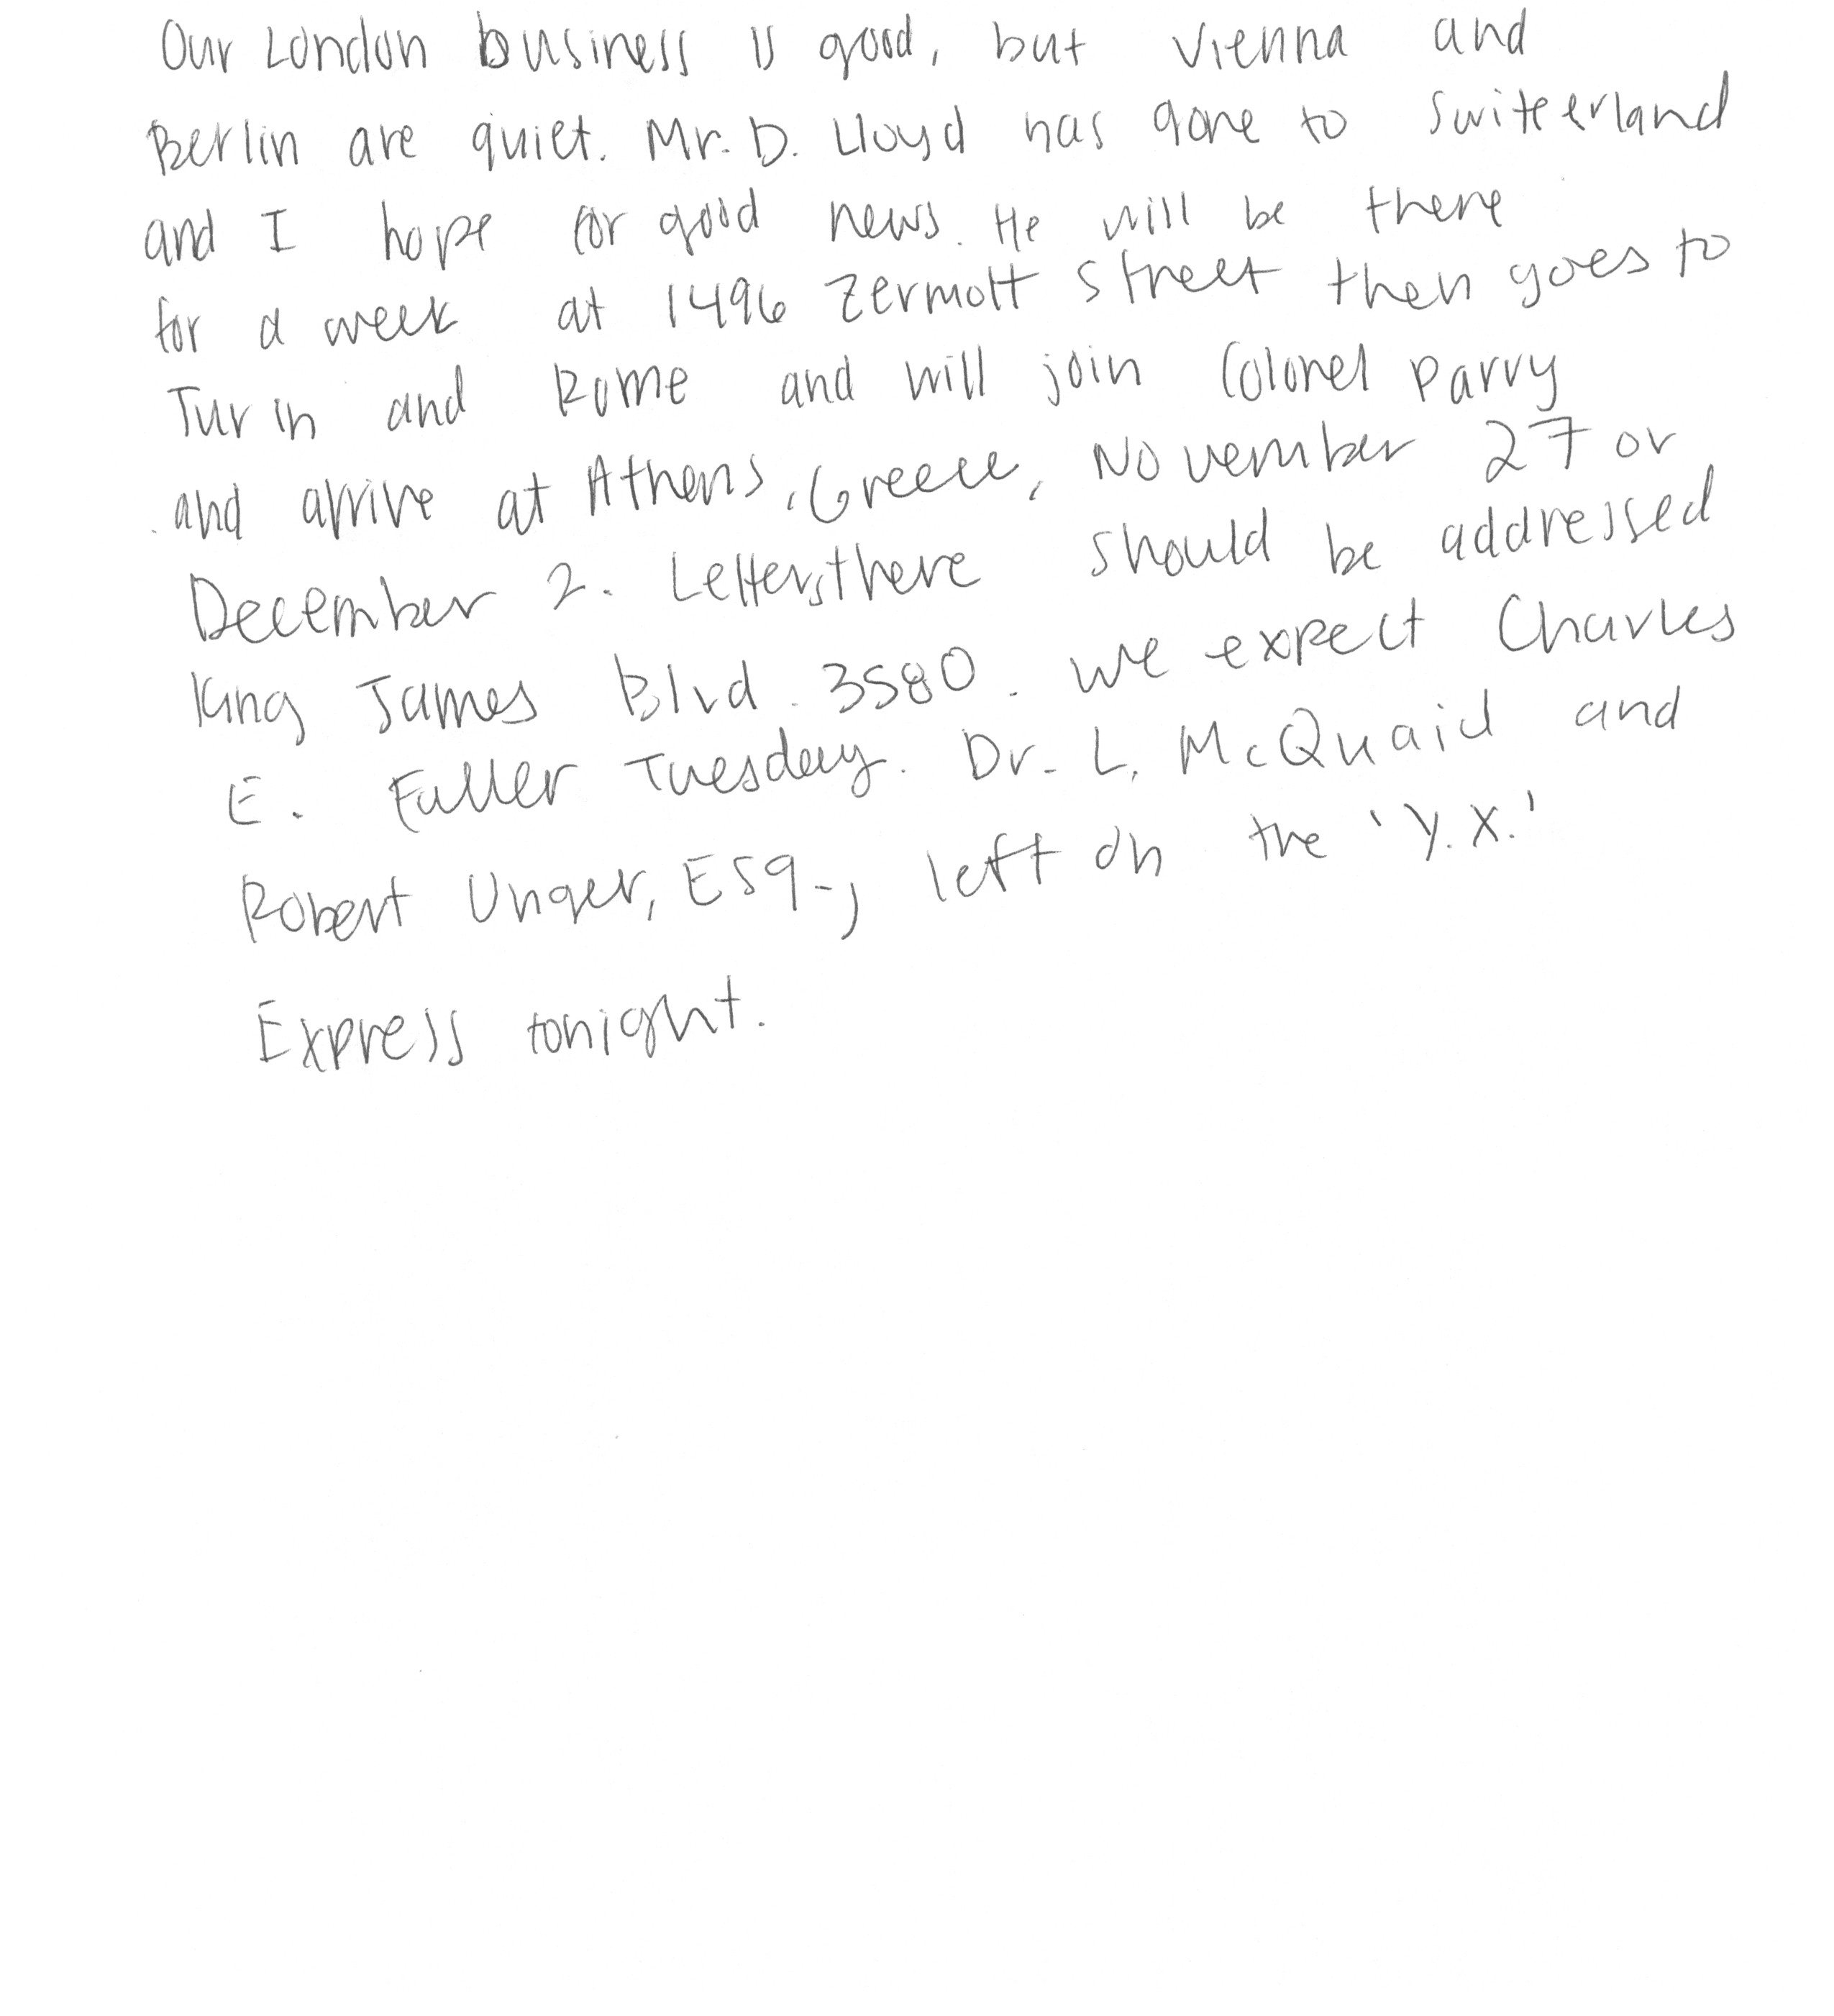 Our London business is good, but Vienna and
Berlin are quiet. Mr. D. Lloyd has gone to Switzerland
and I hope for good news. He will be there
for a week at 1496 Zermott Street then goes to
Turin and Rome and will join Colonel Parry
and arrive at Athens, Greece, November 27 or
December 2. Letters there should be addressed
King James Blvd. 3580. We expect Charles
E. Fuller Tuesday. Dr. L. McQuaid and
Robert Unger, Esq., left on the 'Y.X.'
Express tonight.